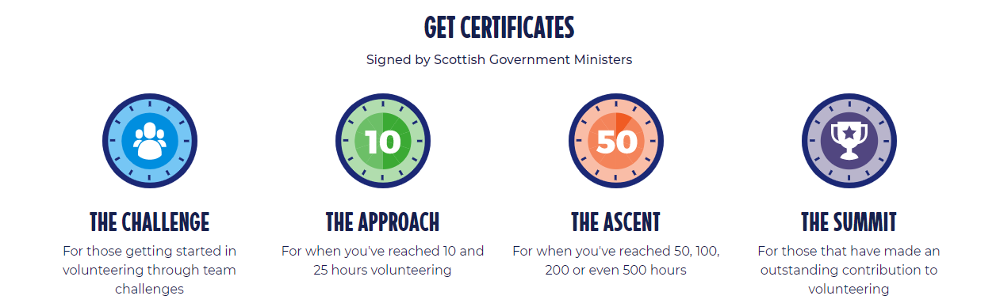 GET CERTIFICATES
Signed by Scottish Government Ministers
10
50
THE CHALLENGE
For those getting started in
volunteering through team
challenges
THE APPROACH
For when you've reached 10 and
25 hours volunteering
THE ASCENT
For when you've reached 50, 100,
200 or even 500 hours
THE SUMMIT
For those that have made an
outstanding contribution to
volunteering